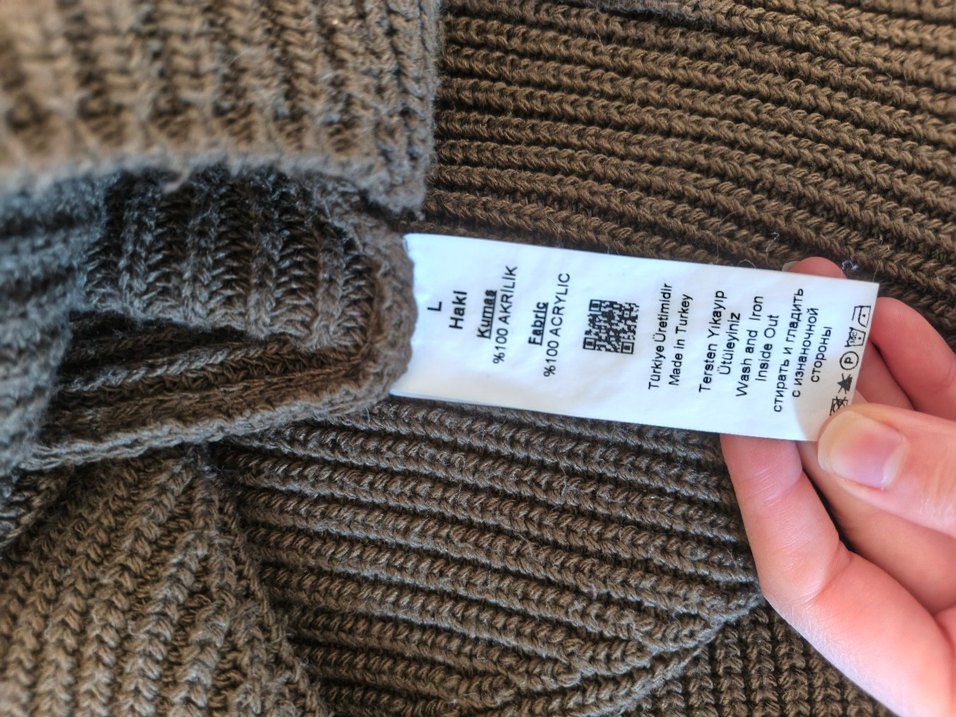 L
Haki
Kumaş
%100 AKRİLİK
Fabric
%100 ACRYLIC
Türkiye Üretimidir
Made in Turkey
Tersten Yıkayıp
Ütüleyiniz
Wash and Iron
Inside Out
стирать и гладить
с изнаночной
стороны
P